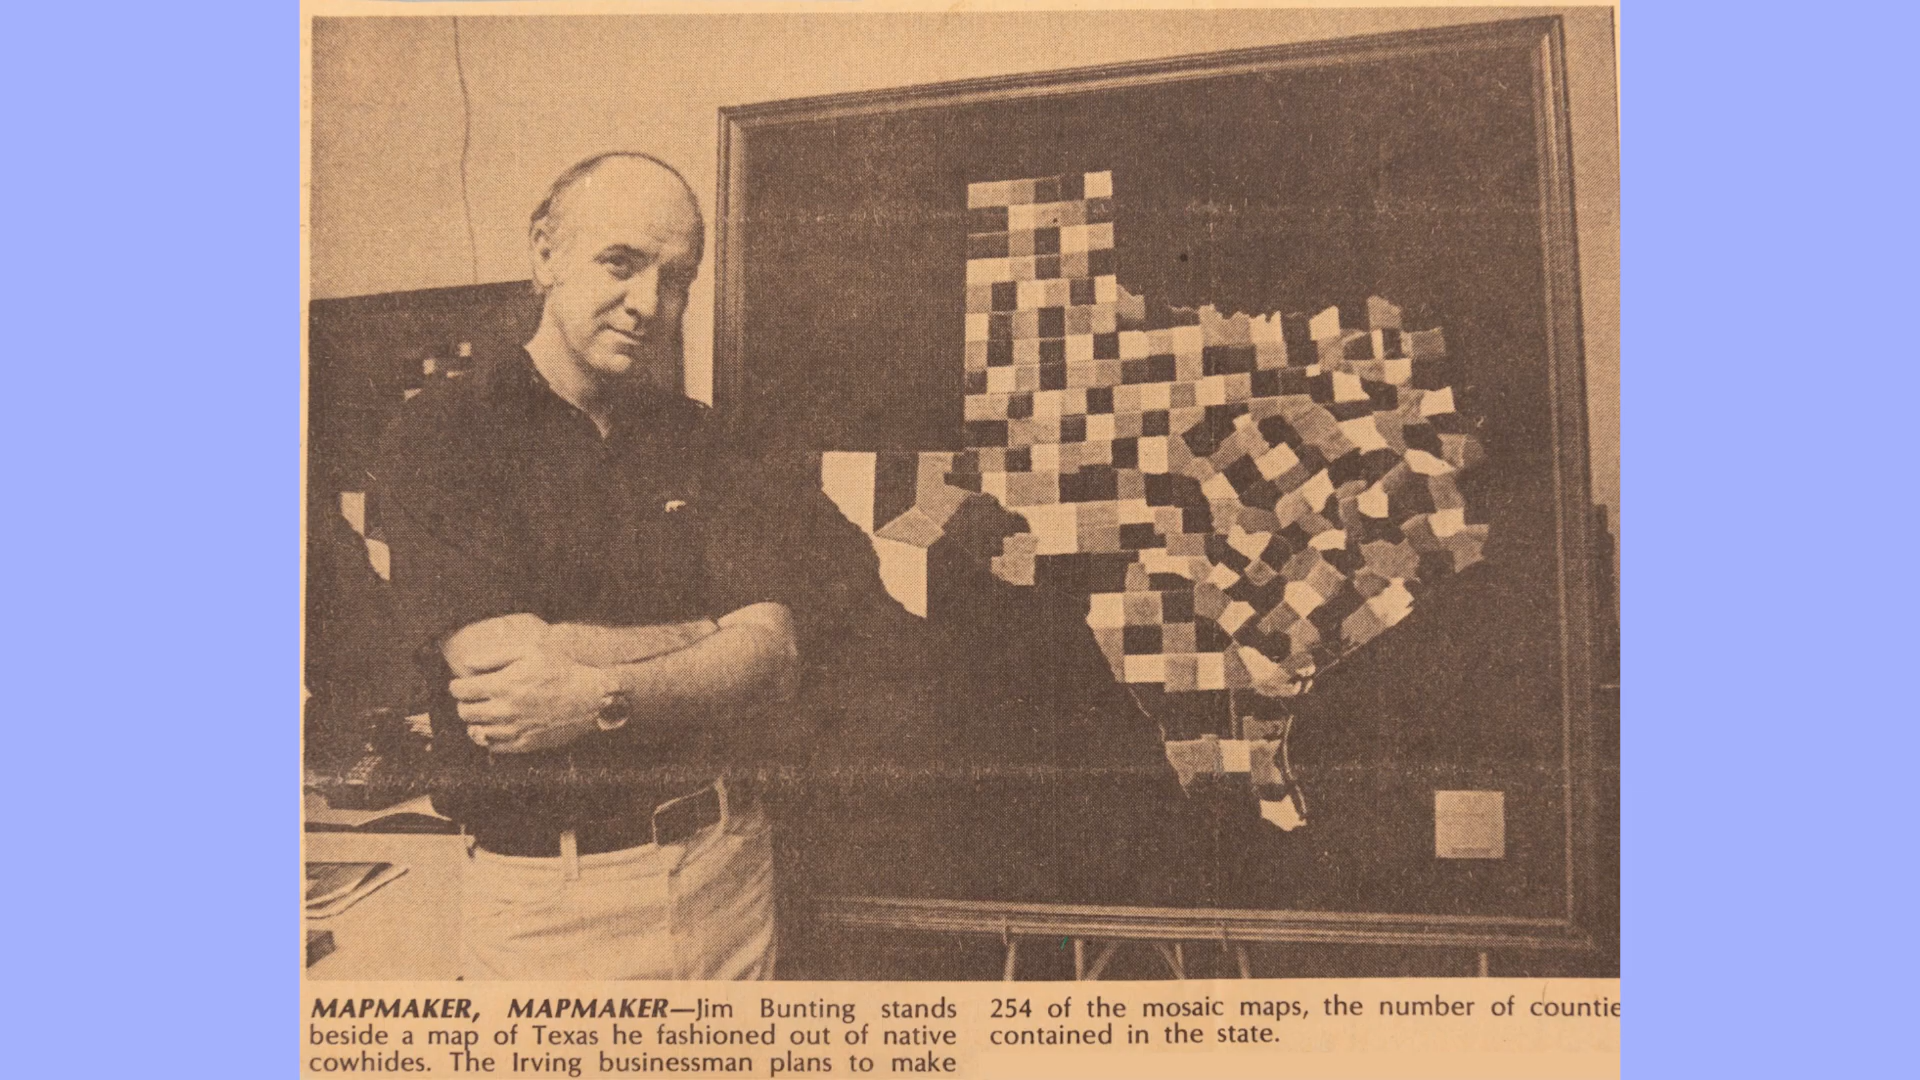 MAPMAKER, MAPMAKER—Jim Bunting stands
beside a map of Texas he fashioned out of native
cowhides. The Irving businessman plans to make
254 of the mosaic maps, the number of countie
contained in the state.